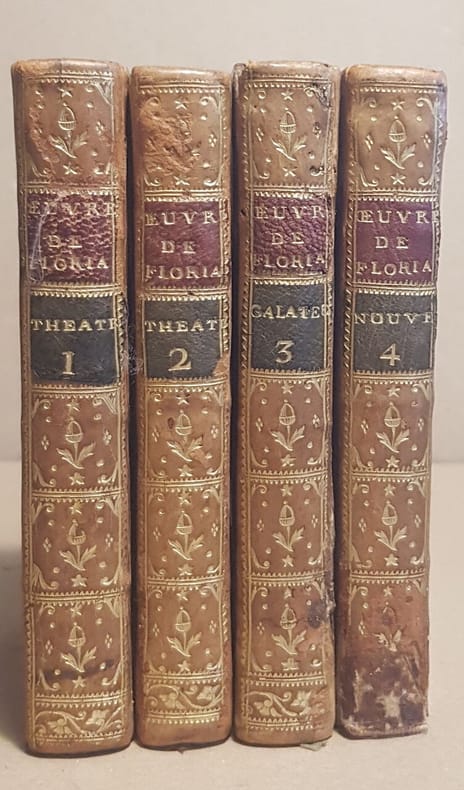 ŒUVRE
DE
FLORIA
THEATR
1
ŒUVR
DE
FLORIA
THEAT
2
ŒUVR
DE
FLORIA
GALATEE
3
ŒUVRE
DE
FLORIA
NOUVE
4